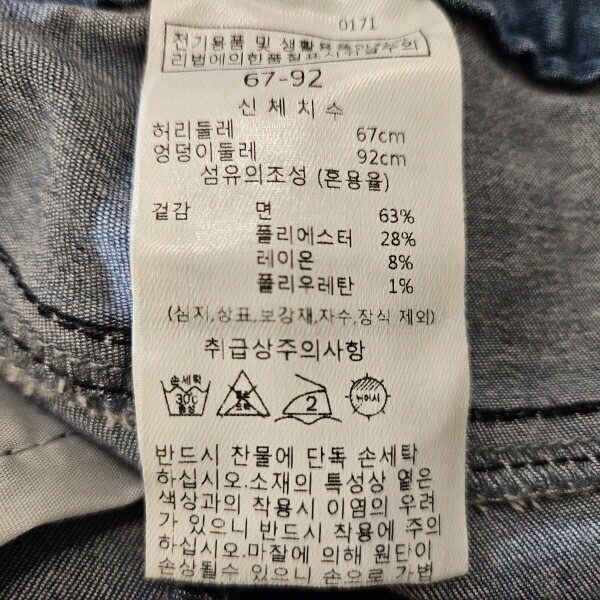 0171
전기용품 및 생활용품안전관리
리법에의한품질표시
67-92
신체치수
허리둘레 67cm
엉덩이둘레 92cm
섬유의조성 (혼용율)
겉감 면 63%
폴리에스터 28%
레이온 8%
폴리우레탄 1%
(심지,상표,보강재,자수,장식 제외)
취급상주의사항
손세탁
30℃
중성
염소
표백
2
뉘어서
반드시 찬물에 단독 손세탁
하십시오.소재의 특성상 옅은
색상과의 착용시 이염의 우려
가 있으니 반드시 착용에 주의
하십시오.마찰에 의해 원단이
손상될수 있으니 손으로 가볍